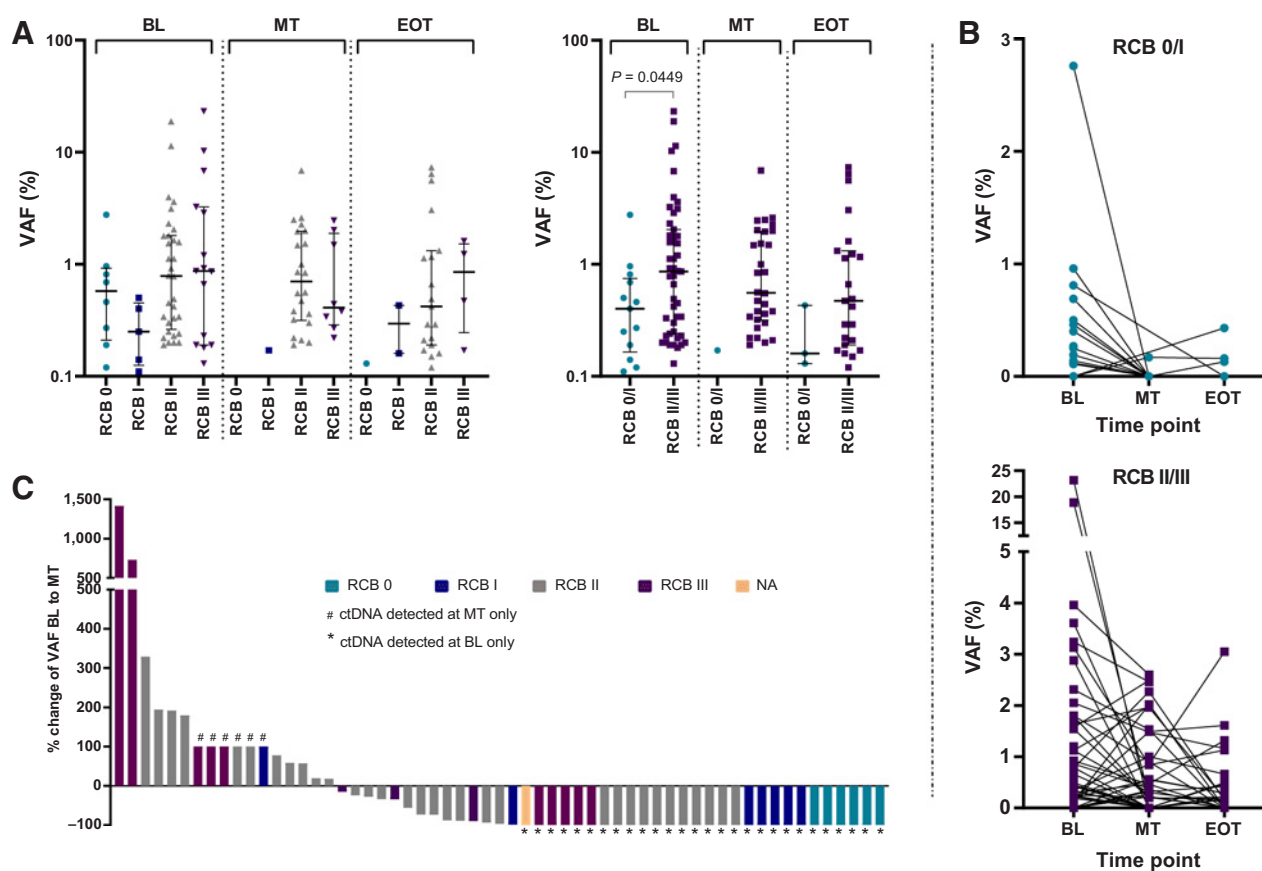 A
BL
MT
EOT
VAF (%)
100
10
1
0.1
RCB 0
RCB I
RCB II
RCB III
RCB 0
RCB I
RCB II
RCB III
RCB 0
RCB I
RCB II
RCB III
BL
MT
EOT
P = 0.0449
VAF (%)
100
10
1
0.1
RCB 0/I
RCB II/III
RCB 0/I
RCB II/III
RCB 0/I
RCB II/III
B
RCB 0/I
VAF (%)
3
2
1
0
BL
MT
EOT
Time point
RCB II/III
VAF (%)
25
20
15
5
4
3
2
1
0
BL
MT
EOT
Time point
C
% change of VAF BL to MT
1,500
1,000
500
500
400
300
200
100
0
−100
RCB 0
RCB I
RCB II
RCB III
NA
# ctDNA detected at MT only
* ctDNA detected at BL only
# # # # # #
* * * * * * * * * * * * * * * * * * * * * * * * * * * *